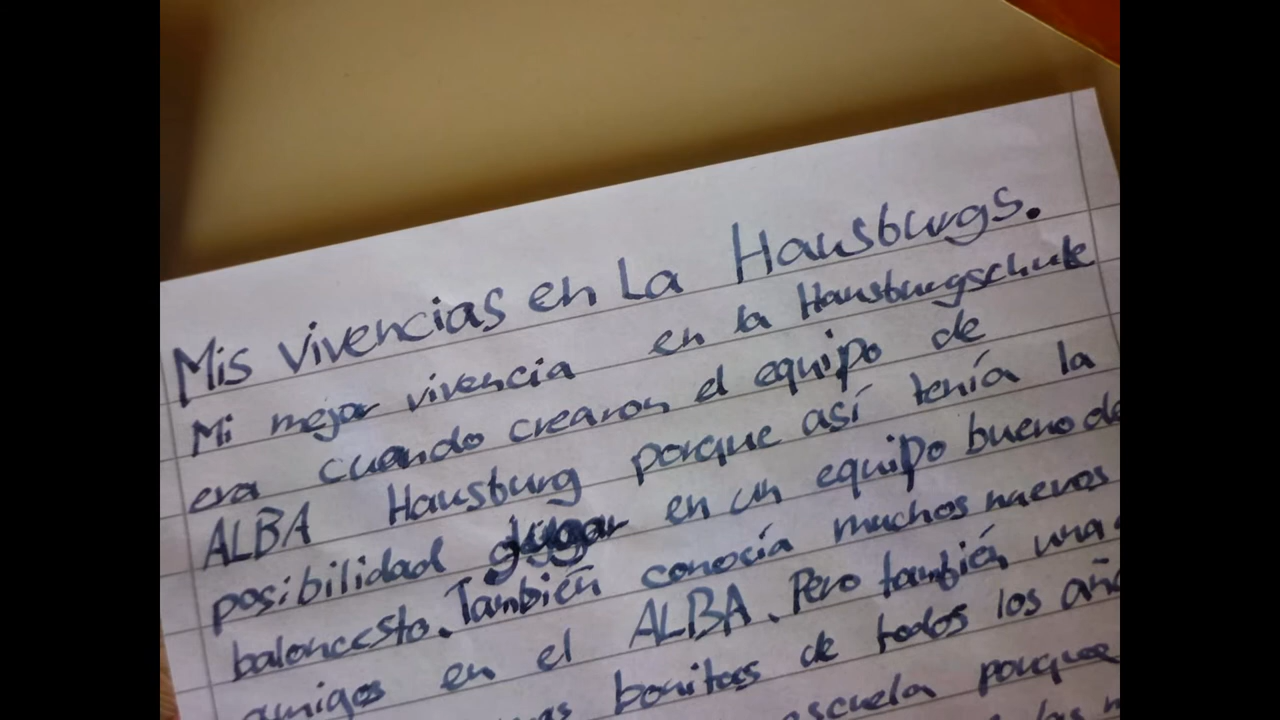 Mis vivencias en La Hausburgs.
Mi mejor vivencia en la Hausburgschule
era cuando crearon el equipo de
ALBA Hausburg porque así tenía la
posibilidad jugar en un equipo bueno de
baloncesto. También conocía muchos nuevos
amigos en el ALBA. Pero también una
bonitas de todos los
escuela porque